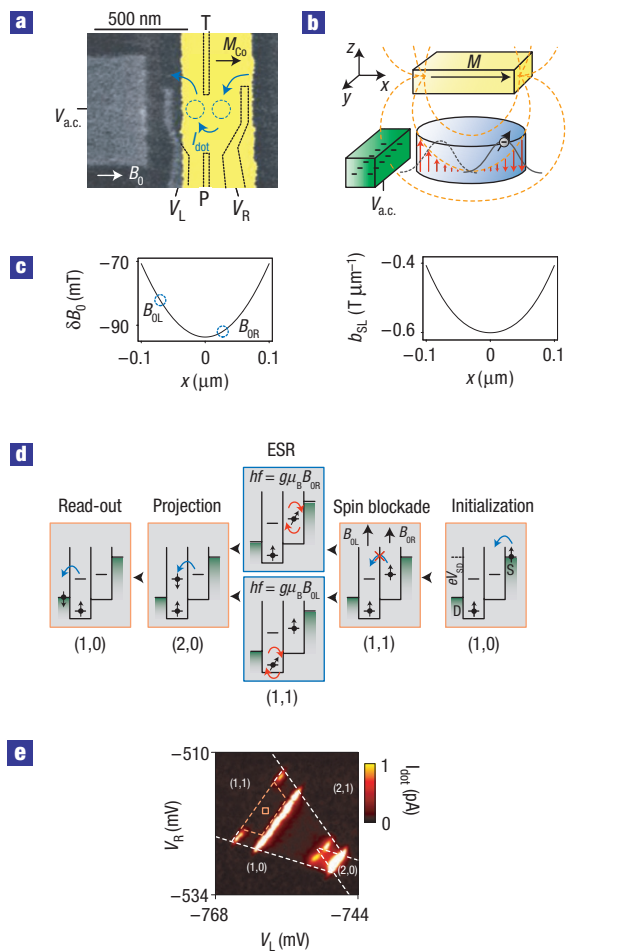 a
500 nm
T
M_Co
V_a.c.
I_dot
B_0
V_L
P
V_R
b
z
M
y
x
V_a.c.
c
−70
−90
δB_0 (mT)
B_0L
B_0R
−0.1
0
0.1
x (μm)
−0.4
−0.6
b_SL (T μm⁻¹)
−0.1
0
0.1
x (μm)
d
ESR
hf = gμ_B B_0R
Read-out
Projection
Spin blockade
Initialization
B_0L
B_0R
eV_SD
S
D
hf = gμ_B B_0L
(1,0)
(2,0)
(1,1)
(1,0)
(1,1)
e
−510
−534
V_R (mV)
(1,1)
(2,1)
(1,0)
(2,0)
1
0
I_dot (pA)
−768
−744
V_L (mV)